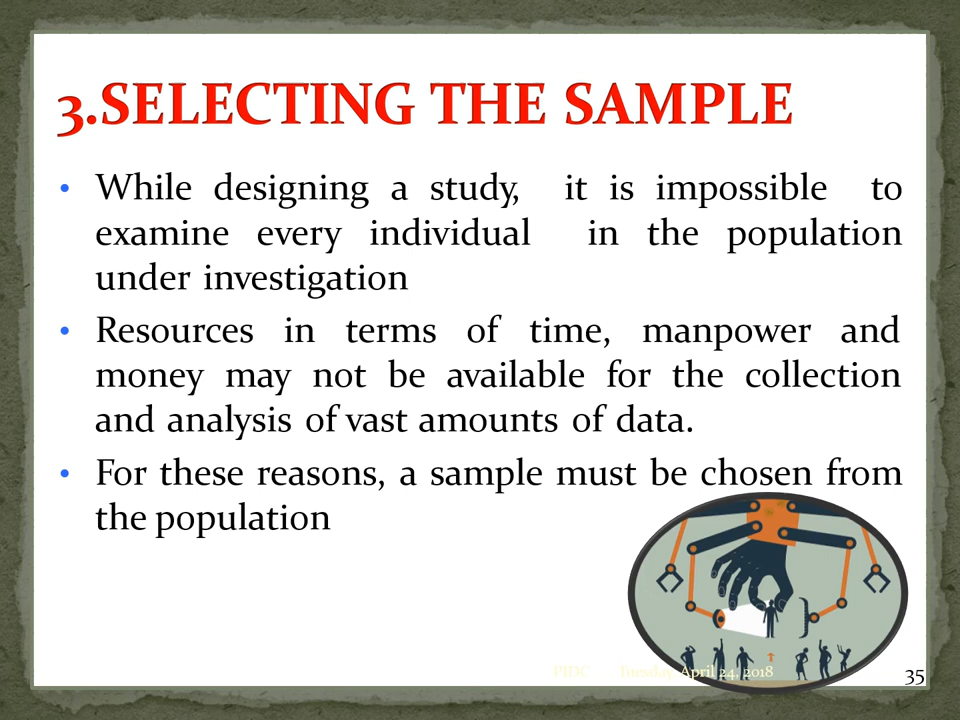 3.SELECTING THE SAMPLE
• While designing a study, it is impossible to
examine every individual in the population
under investigation
• Resources in terms of time, manpower and
money may not be available for the collection
and analysis of vast amounts of data.
• For these reasons, a sample must be chosen from
the population
PIDC Tuesday, April 24, 2018
35